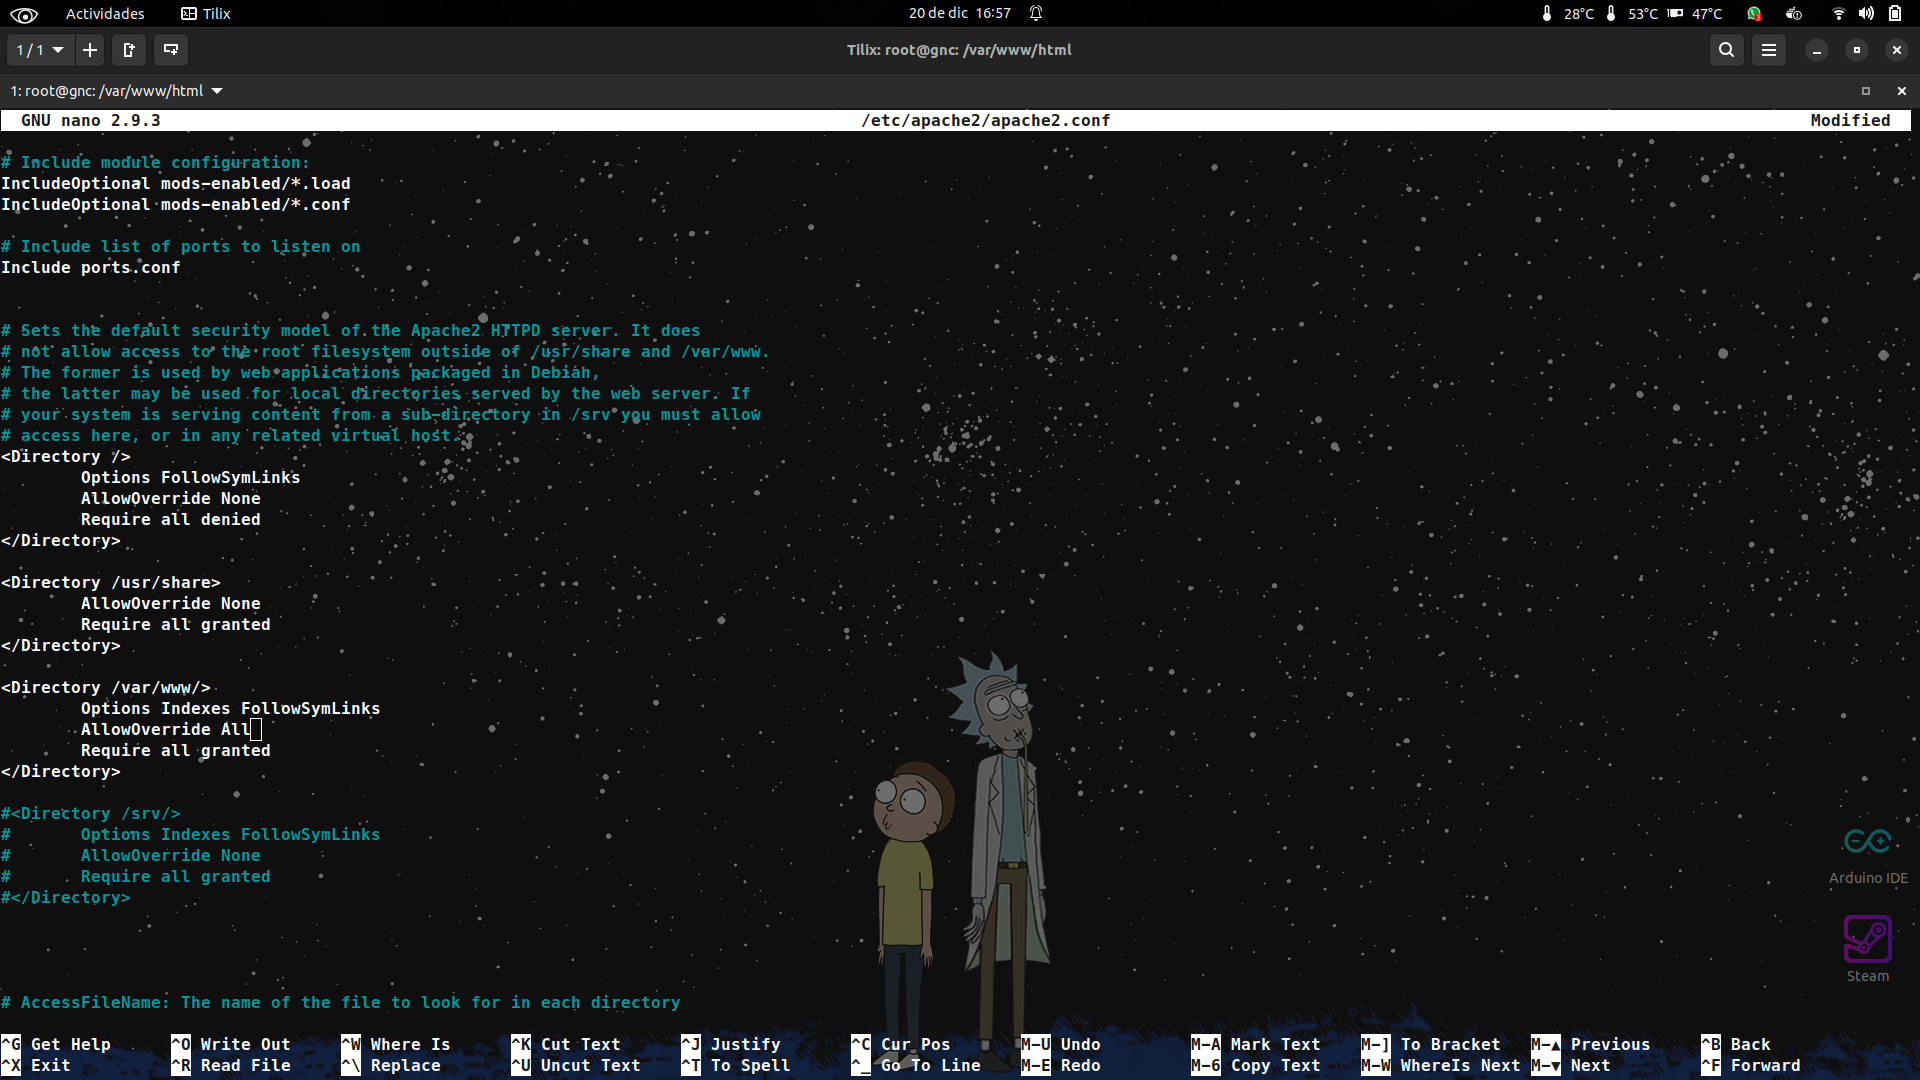 Actividades Tilix 20 de dic 16:57 28°C 53°C 47°C 3
1 / 1 Tilix: root@gnc: /var/www/html
1: root@gnc: /var/www/html
GNU nano 2.9.3 /etc/apache2/apache2.conf Modified
# Include module configuration:
IncludeOptional mods-enabled/*.load
IncludeOptional mods-enabled/*.conf
# Include list of ports to listen on
Include ports.conf
# Sets the default security model of the Apache2 HTTPD server. It does
# not allow access to the root filesystem outside of /usr/share and /var/www.
# The former is used by web applications packaged in Debian,
# the latter may be used for local directories served by the web server. If
# your system is serving content from a sub-directory in /srv you must allow
# access here, or in any related virtual host.
<Directory />
        Options FollowSymLinks
        AllowOverride None
        Require all denied
</Directory>
<Directory /usr/share>
        AllowOverride None
        Require all granted
</Directory>
<Directory /var/www/>
        Options Indexes FollowSymLinks
        AllowOverride All
        Require all granted
</Directory>
#<Directory /srv/>
#       Options Indexes FollowSymLinks
#       AllowOverride None
#       Require all granted
#</Directory>
Arduino IDE
Steam
# AccessFileName: The name of the file to look for in each directory
^G Get Help ^O Write Out ^W Where Is ^K Cut Text ^J Justify ^C Cur Pos M-U Undo M-A Mark Text M-] To Bracket M-▲ Previous ^B Back
^X Exit ^R Read File ^\ Replace ^U Uncut Text ^T To Spell ^_ Go To Line M-E Redo M-6 Copy Text M-W WhereIs Next M-▼ Next ^F Forward